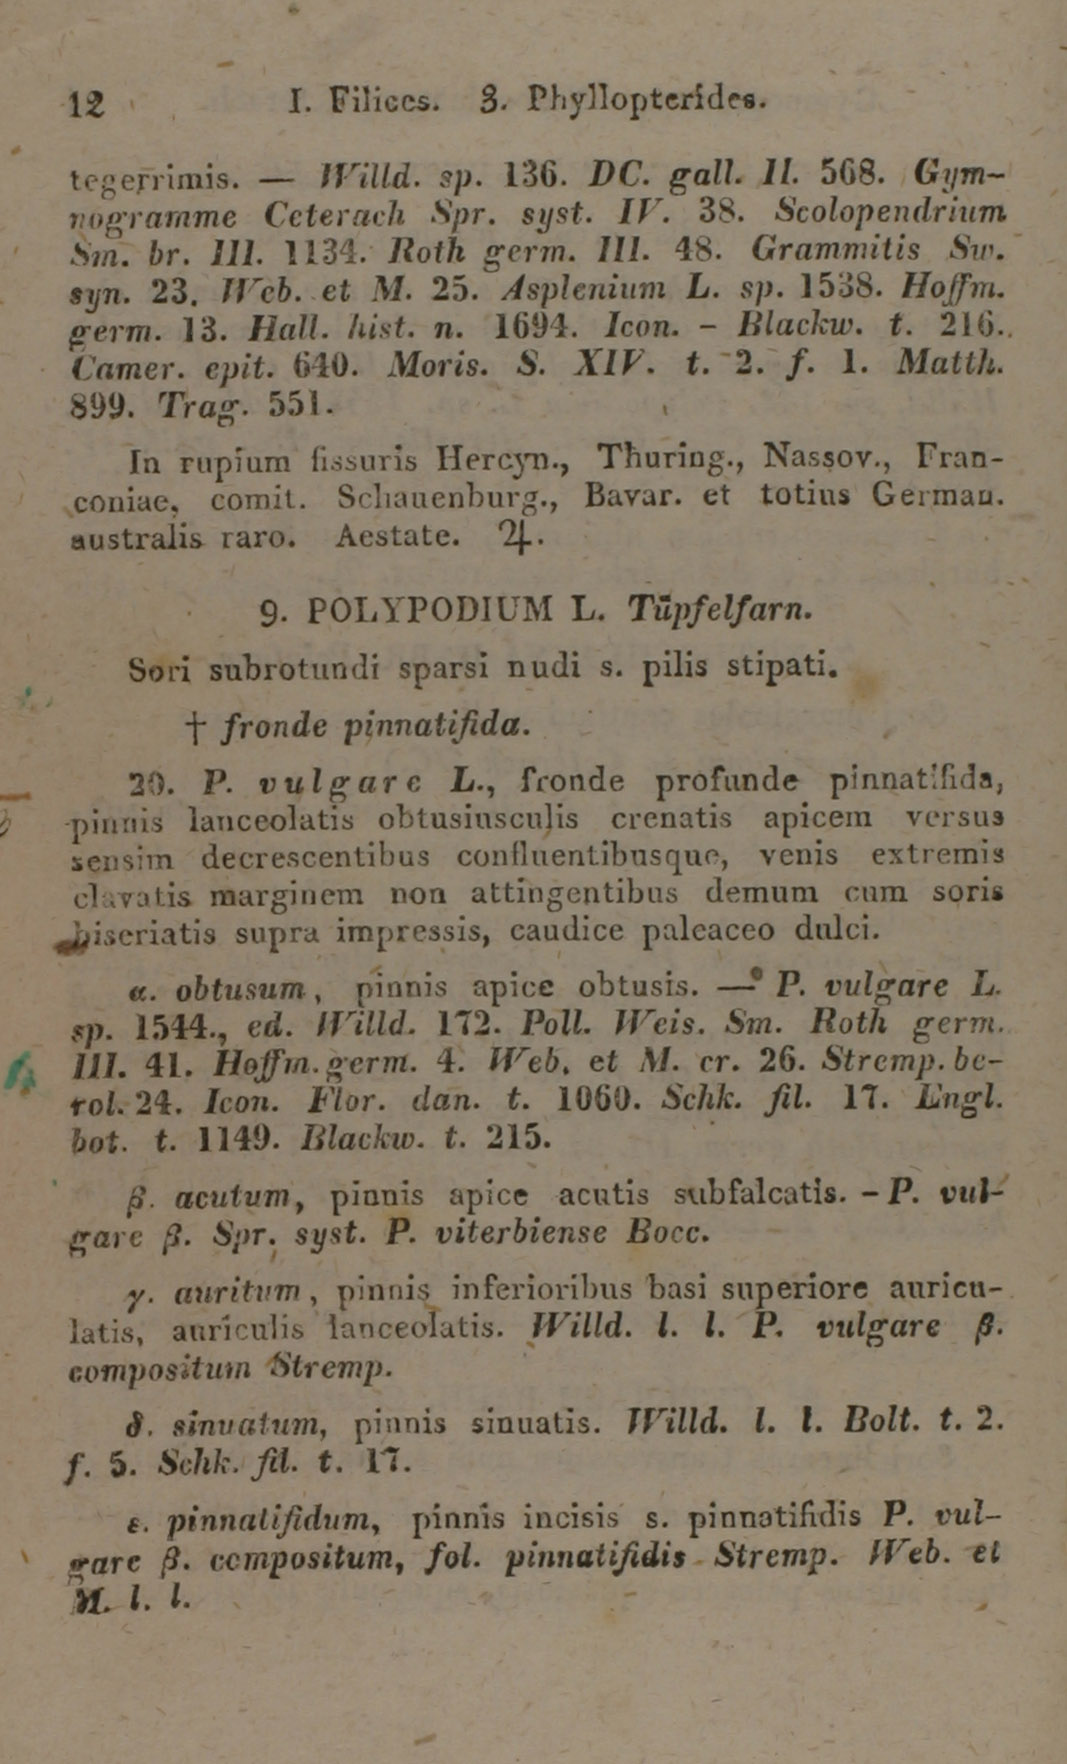 12 I. Filices. 3. Phyllopterides.
tegerrimis. — Willd. sp. 136. DC. gall. II. 568. Gym-
nogramme Ceterach Spr. syst. IV. 38. Scolopendrium
Sm. br. III. 1134. Roth germ. III. 48. Grammitis Sw.
syn. 23. Web. et M. 25. Asplenium L. sp. 1538. Hoffm.
germ. 13. Hall. hist. n. 1694. Icon. – Blackw. t. 216.
Camer. epit. 640. Moris. S. XIV. t. 2. f. 1. Matth.
899. Trag. 551.
In rupium fissuris Hercyn., Thuring., Nassov., Fran-
coniae, comit. Schauenburg., Bavar. et totius German.
australis raro. Aestate. ♃.
9. POLYPODIUM L. Tüpfelfarn.
Sori subrotundi sparsi nudi s. pilis stipati.
† fronde pinnatifida.
20. P. vulgare L., fronde profunde pinnatifida,
pinnis lanceolatis obtusiusculis crenatis apicem versus
sensim decrescentibus confluentibusque, venis extremis
clavatis marginem non attingentibus demum cum soris
biseriatis supra impressis, caudice paleaceo dulci.
α. obtusum, pinnis apice obtusis. — P. vulgare L.
sp. 1544., ed. Willd. 172. Poll. Weis. Sm. Roth germ.
III. 41. Hoffm. germ. 4. Web. et M. cr. 26. Stremp. be-
rol. 24. Icon. Flor. dan. t. 1060. Schk. fil. 17. Engl.
bot. t. 1149. Blackw. t. 215.
β. acutum, pinnis apice acutis subfalcatis. – P. vul-
gare β. Spr. syst. P. viterbiense Bocc.
γ. auritum, pinnis inferioribus basi superiore auricu-
latis, auriculis lanceolatis. Willd. l. l. P. vulgare β.
compositum Stremp.
δ. sinuatum, pinnis sinuatis. Willd. l. l. Bolt. t. 2.
f. 5. Schk. fil. t. 17.
ε. pinnatifidum, pinnis incisis s. pinnatifidis P. vul-
gare β. compositum, fol. pinnatifidis Stremp. Web. et
M. l. l.